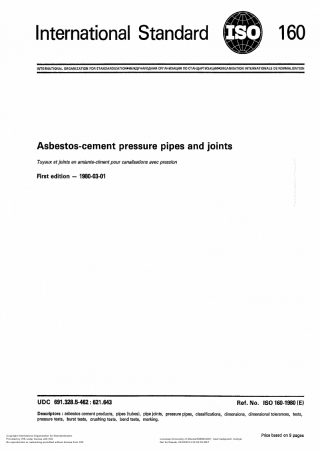 International Standard ISO 160
INTERNATIONAL ORGANIZATION FOR STANDARDIZATION•МЕЖДУНАРОДНАЯ ОРГАНИЗАЦИЯ ПО СТАНДАРТИЗАЦИИ•ORGANISATION INTERNATIONALE DE NORMALISATION
Asbestos-cement pressure pipes and joints
Tuyaux et joints en amiante-ciment pour canalisations avec pression
First edition — 1980-03-01
UDC 691.328.5-462 : 621.643
Ref. No. ISO 160-1980 (E)
Descriptors : asbestos cement products, pipes (tubes), pipe joints, pressure pipes, classifications, dimensions, dimensional tolerances, tests,
pressure tests, burst tests, crushing tests, bend tests, marking.
Price based on 9 pages